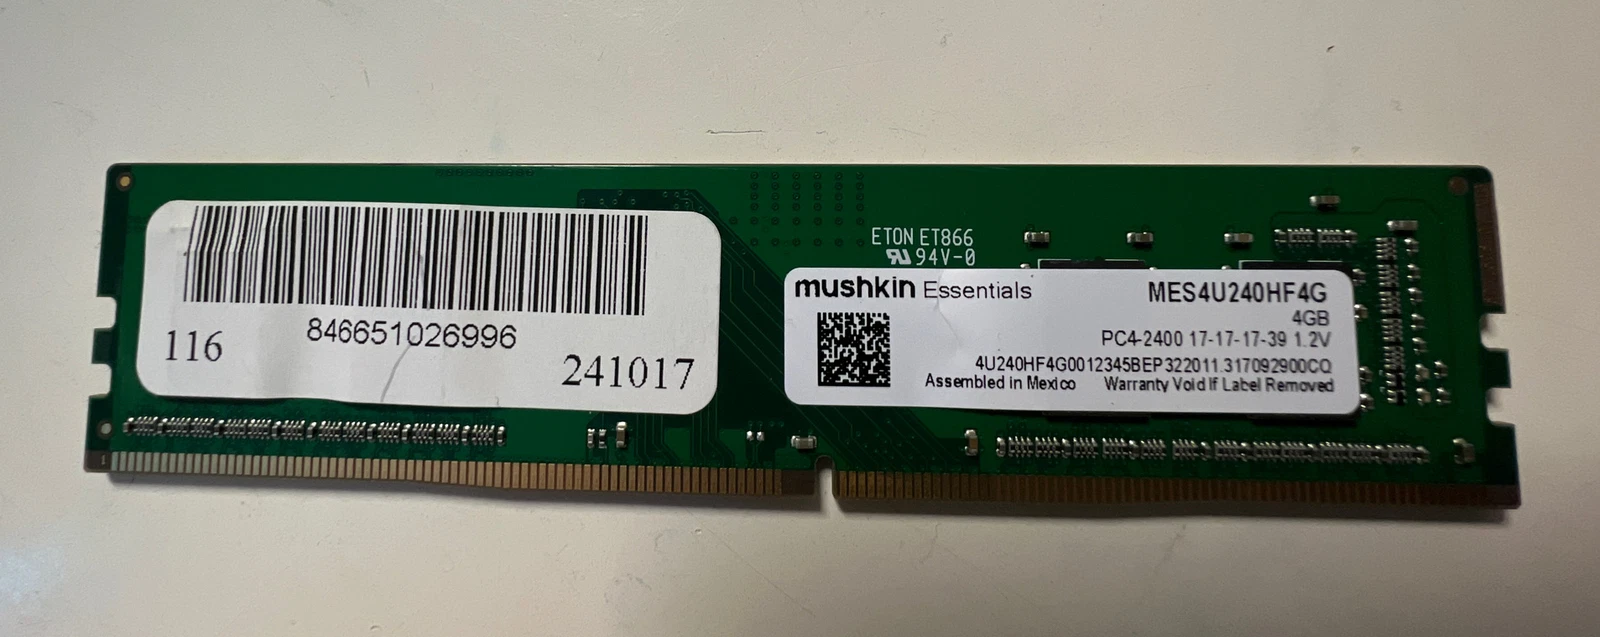 846651026996
116
241017
ETON ET866
94V-0
mushkin Essentials
MES4U240HF4G
4GB
PC4-2400 17-17-17-39 1.2V
4U240HF4G0012345BEP322011.317092900CQ
Assembled in Mexico Warranty Void If Label Removed
1